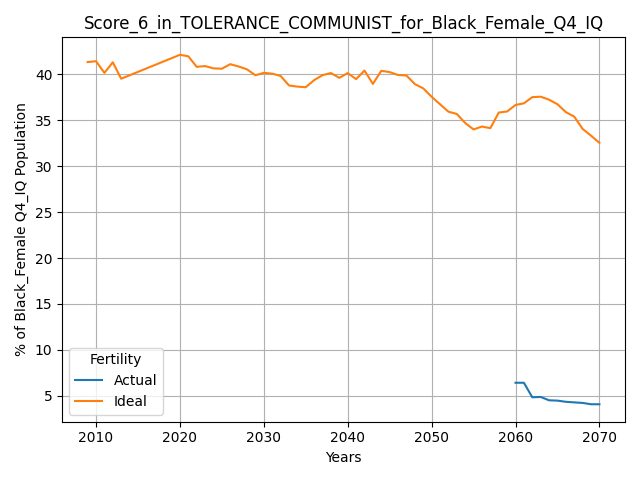 Score_6_in_TOLERANCE_COMMUNIST_for_Black_Female_Q4_IQ
% of Black_Female Q4_IQ Population
40
35
30
25
20
15
10
5
Fertility
Actual
Ideal
2010 2020 2030 2040 2050 2060 2070
Years